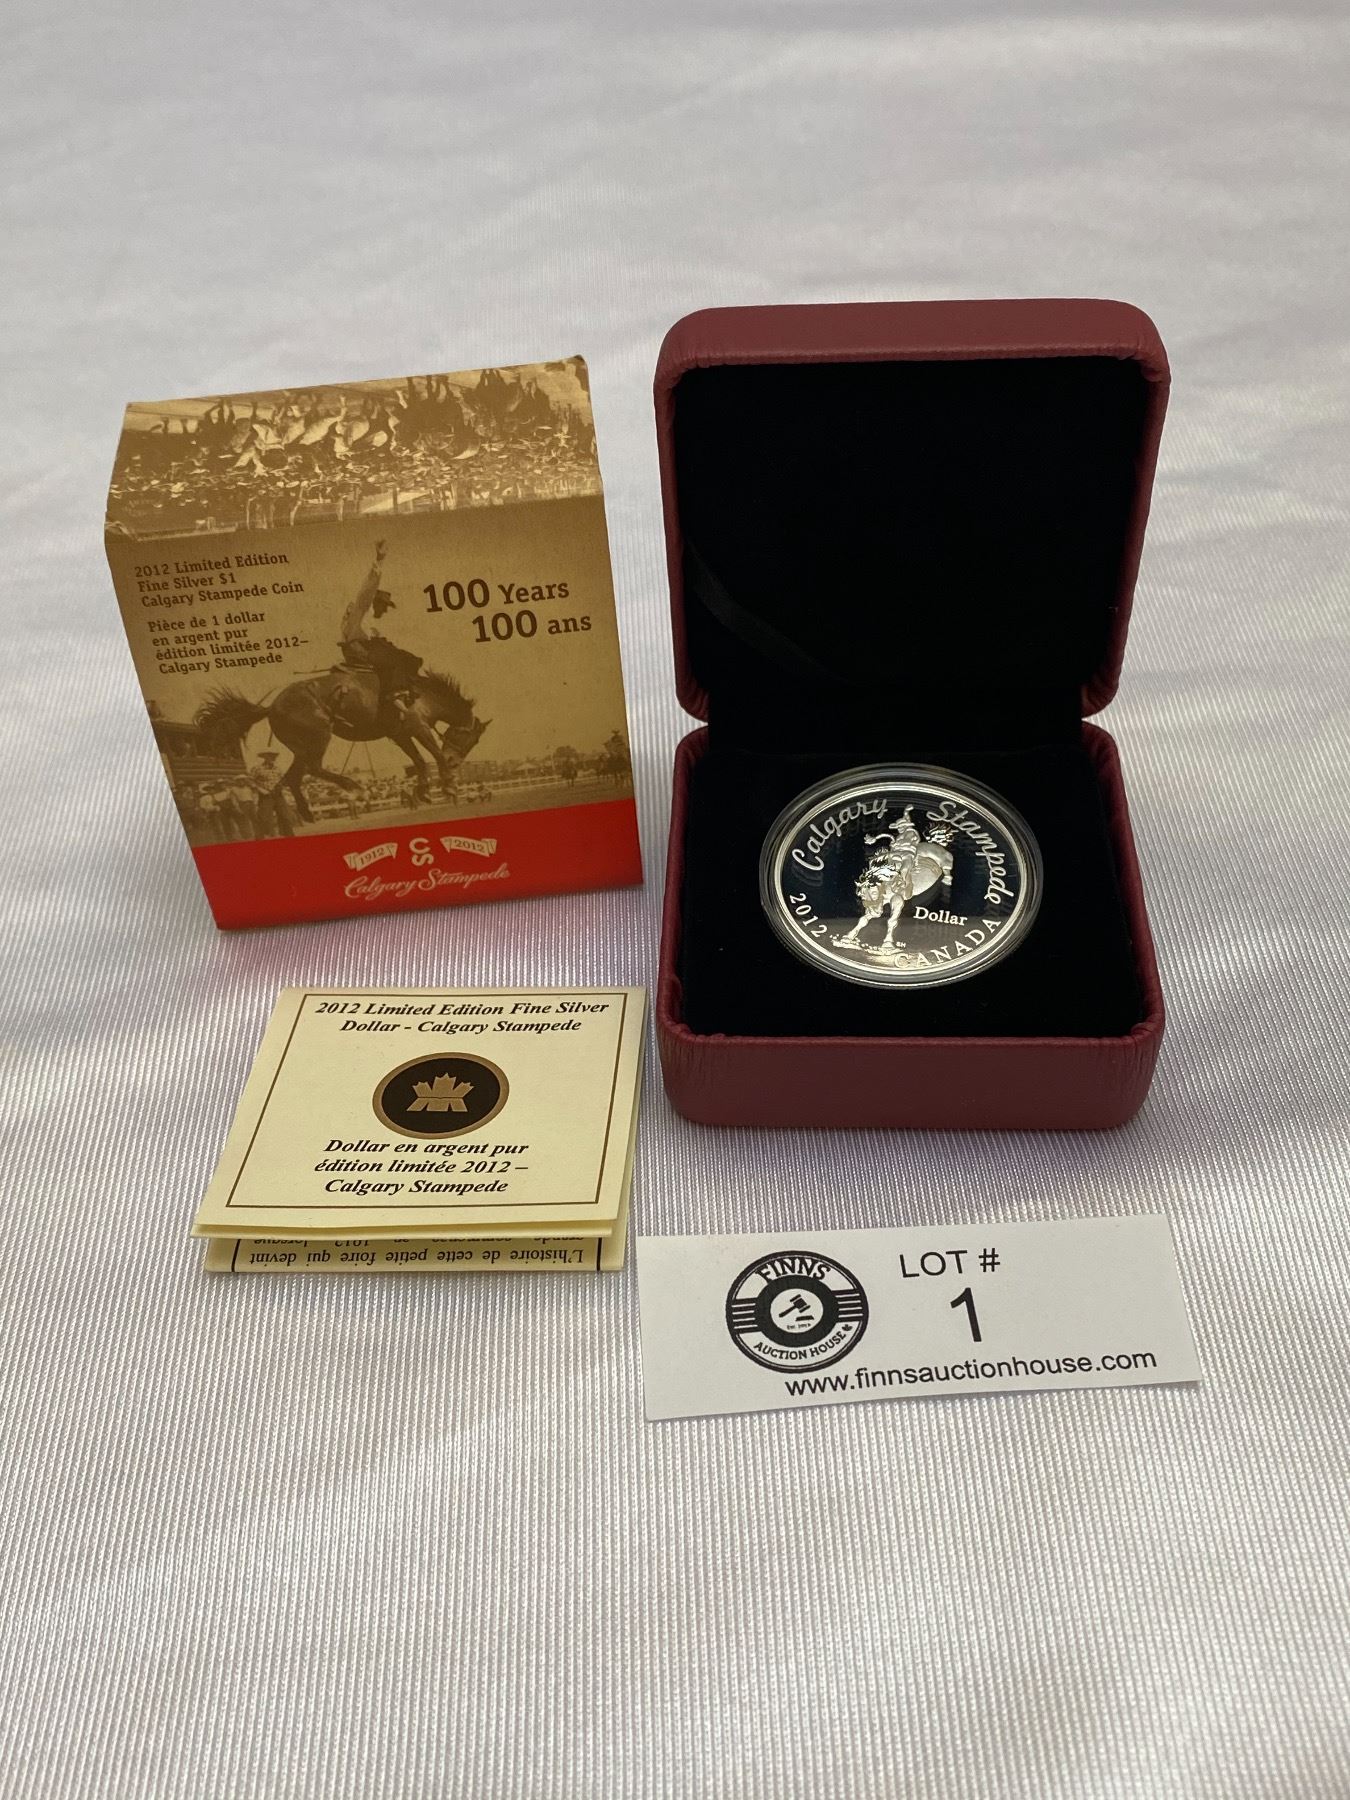 2012 Limited Edition
Fine Silver $1
Calgary Stampede Coin
Pièce de 1 dollar
en argent pur
édition limitée 2012–
Calgary Stampede
100 Years
100 ans
1912 CS 2012
Calgary Stampede
Calgary Stampede
Dollar
2012 CANADA
SH
2012 Limited Edition Fine Silver
Dollar - Calgary Stampede
Dollar en argent pur
édition limitée 2012 –
Calgary Stampede
L'histoire de cette petite foire qui devint
FINNS
AUCTION HOUSE
LOT #
1
www.finnsauctionhouse.com